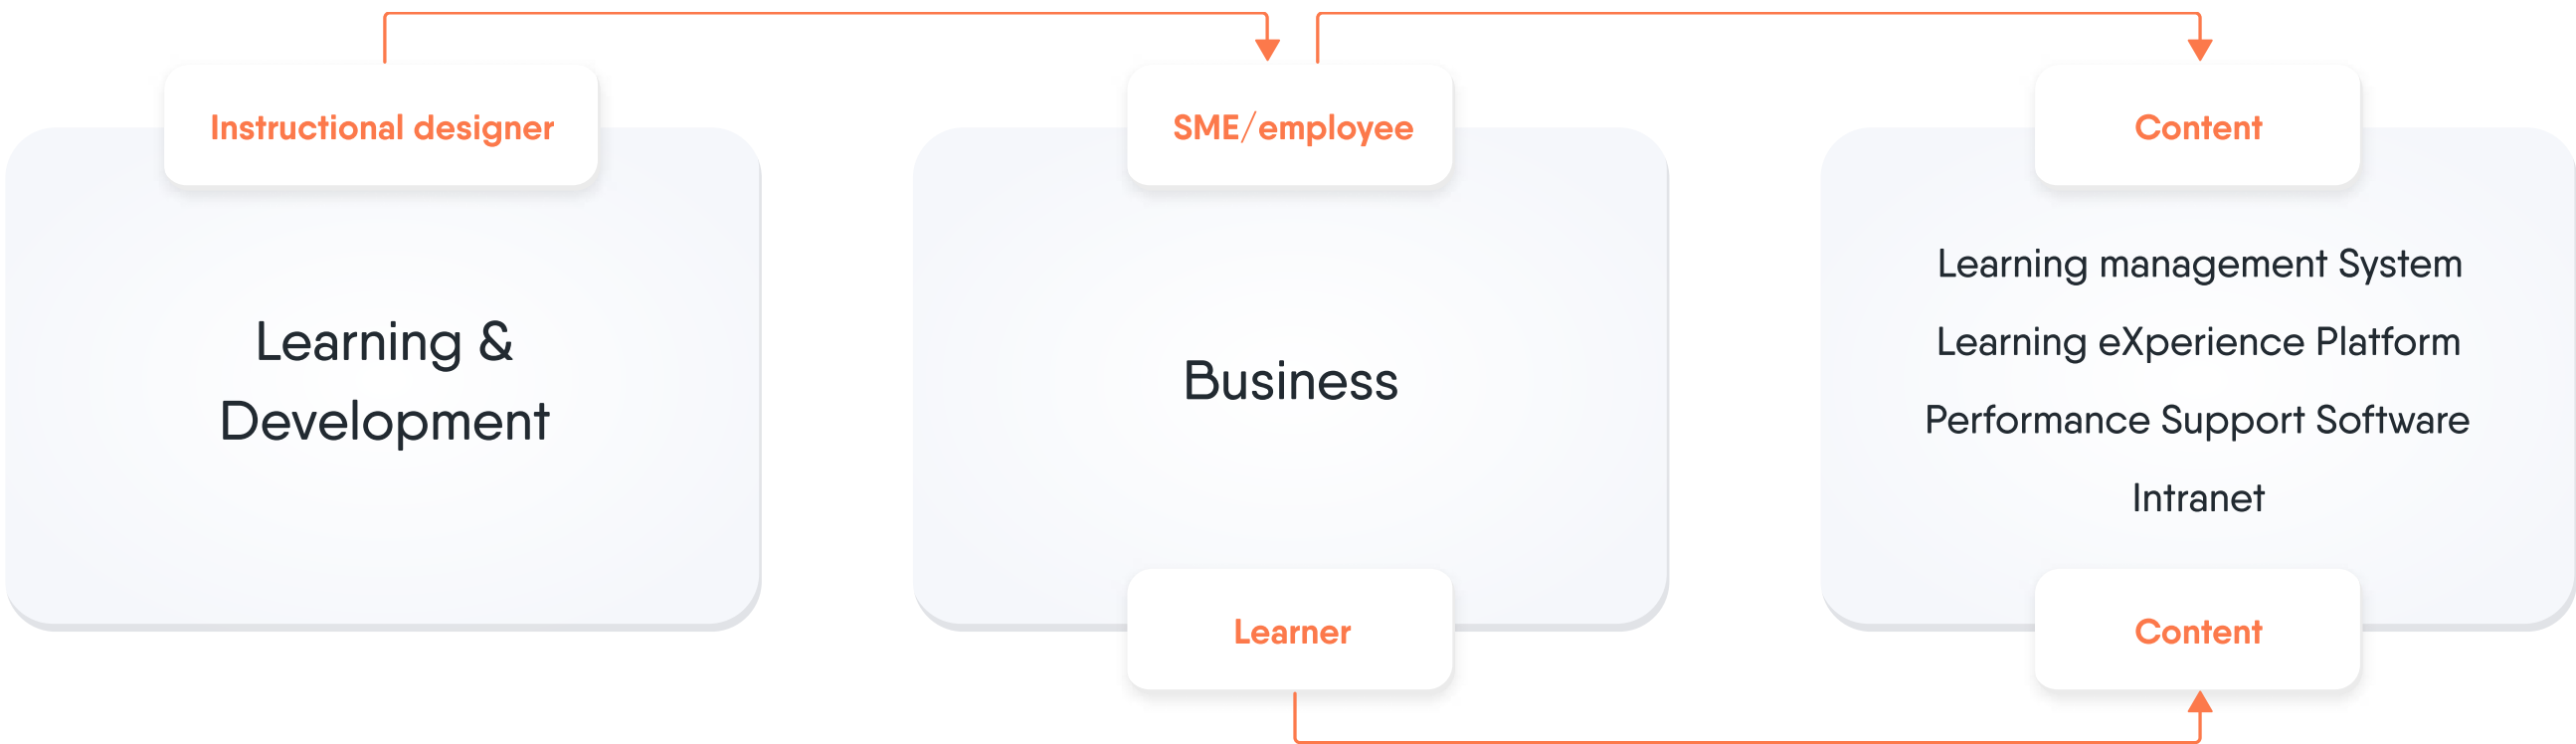 Instructional designer
Learning &
Development
SME/employee
Business
Learner
Content
Learning management System
Learning eXperience Platform
Performance Support Software
Intranet
Content